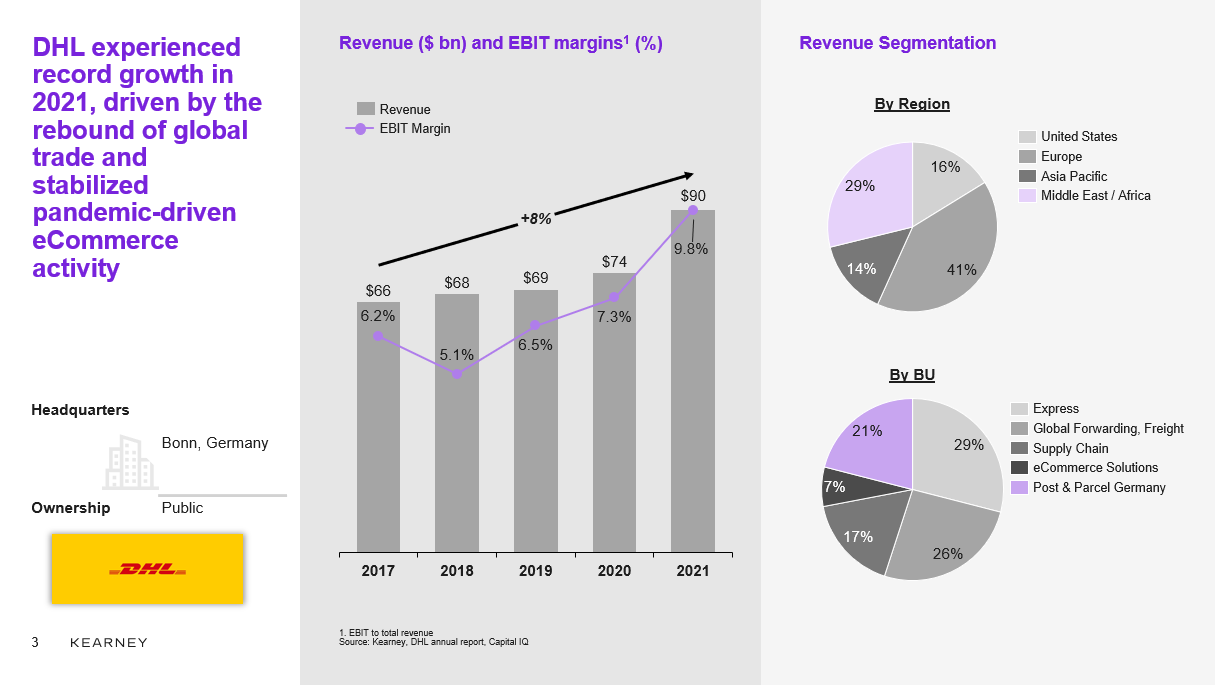 DHL experienced
record growth in
2021, driven by the
rebound of global
trade and
stabilized
pandemic-driven
eCommerce
activity
Headquarters
Bonn, Germany
Ownership
Public
DHL
3
KEARNEY
Revenue ($ bn) and EBIT margins¹ (%)
Revenue
EBIT Margin
+8%
$66
$68
$69
$74
$90
6.2%
5.1%
6.5%
7.3%
9.8%
2017
2018
2019
2020
2021
1. EBIT to total revenue
Source: Kearney, DHL annual report, Capital IQ
Revenue Segmentation
By Region
16%
41%
14%
29%
United States
Europe
Asia Pacific
Middle East / Africa
By BU
29%
26%
17%
7%
21%
Express
Global Forwarding, Freight
Supply Chain
eCommerce Solutions
Post & Parcel Germany